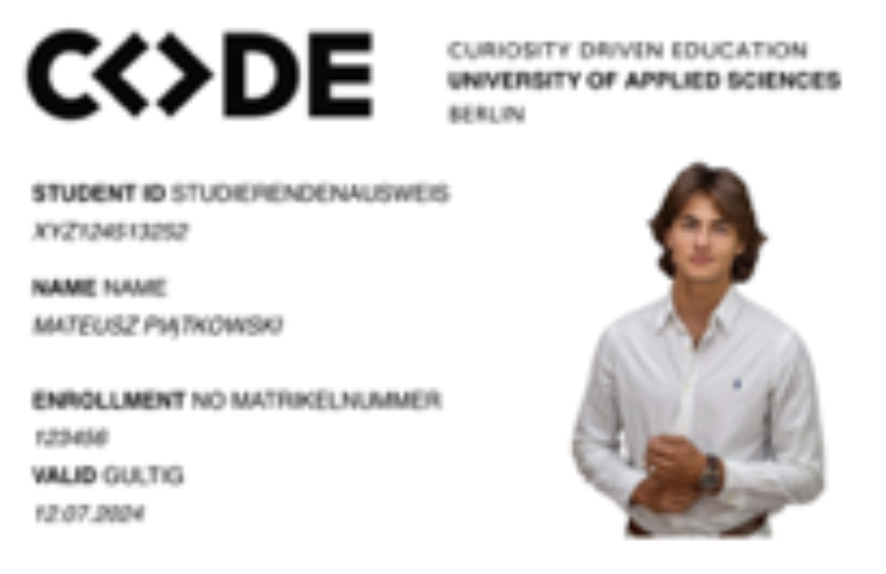 C<>DE
CURIOSITY DRIVEN EDUCATION
UNIVERSITY OF APPLIED SCIENCES
BERLIN
STUDENT ID STUDIERENDENAUSWEIS
XYZ124513252
NAME NAME
MATEUSZ PIĄTKOWSKI
ENROLLMENT NO MATRIKELNUMMER
123456
VALID GULTIG
12.07.2024